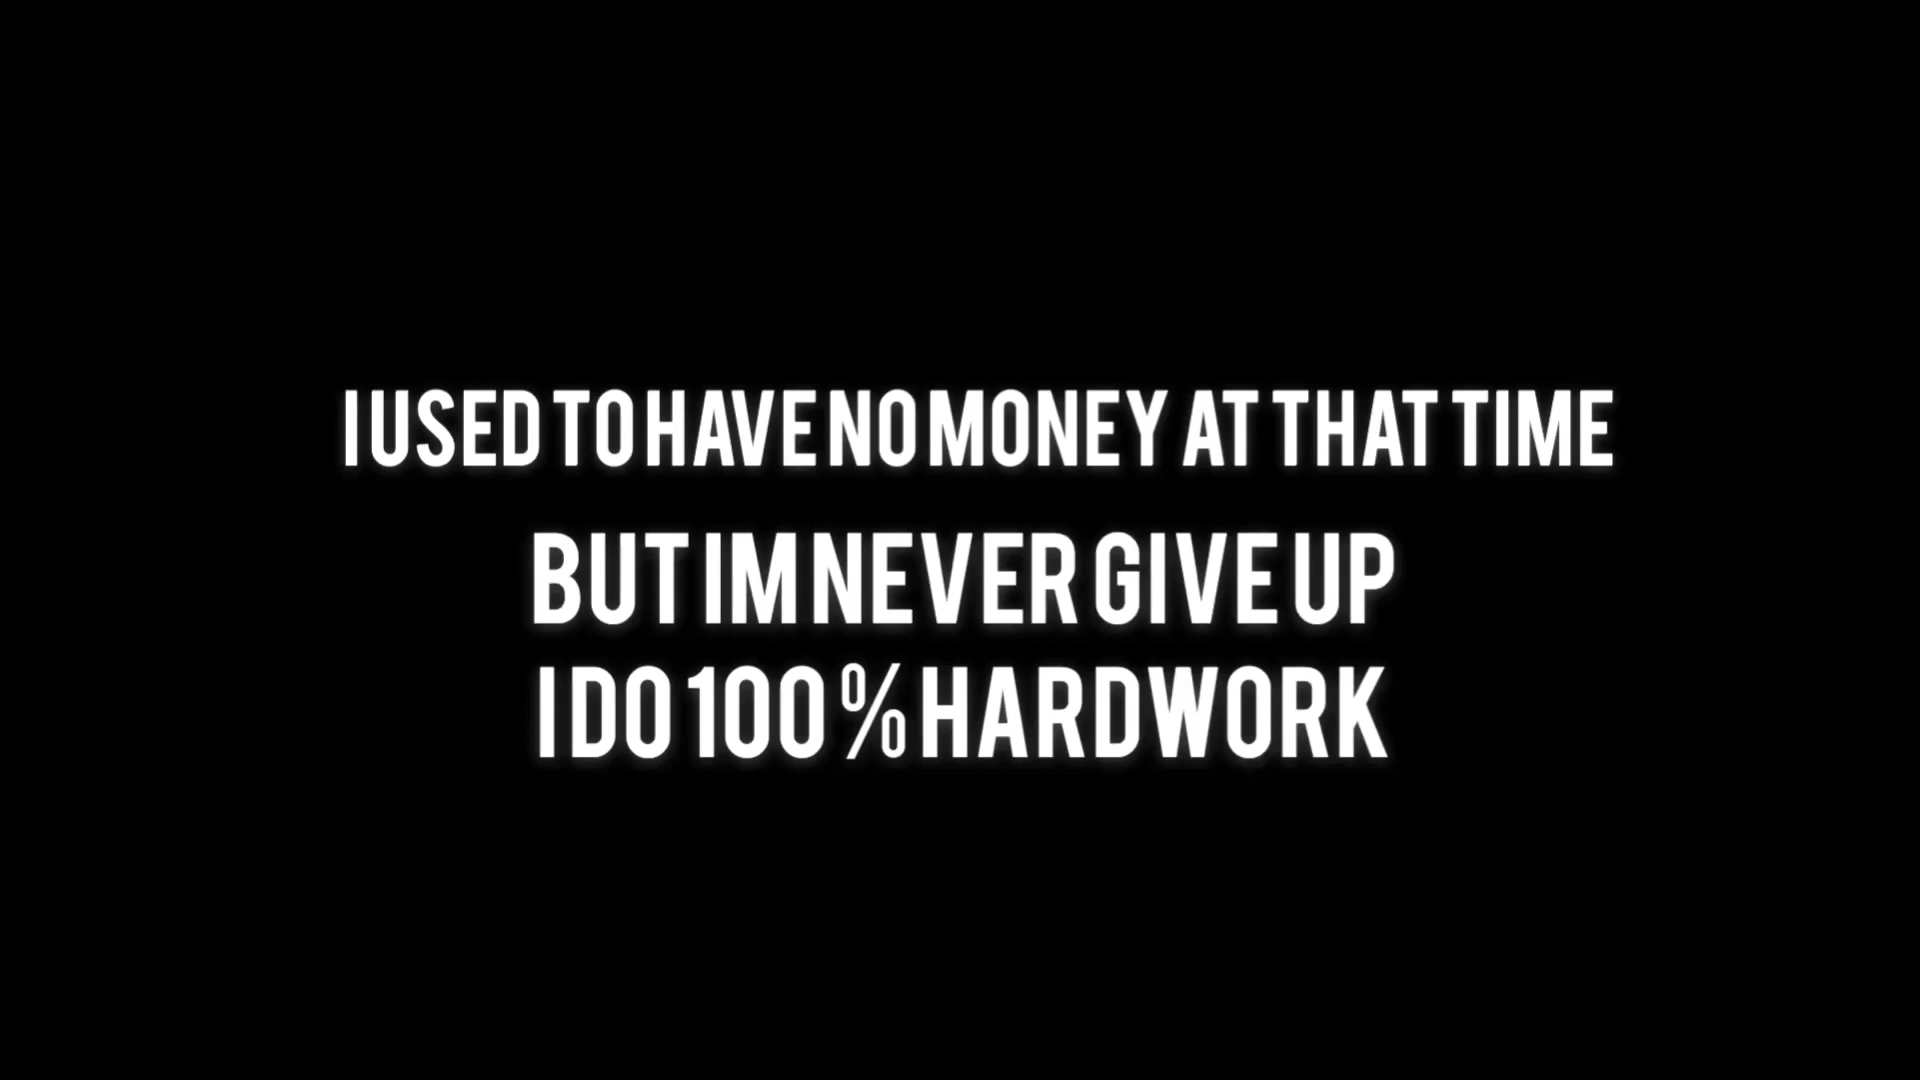 I USED TO HAVE NO MONEY AT THAT TIME
BUT IM NEVER GIVE UP
I DO 100 % HARDWORK